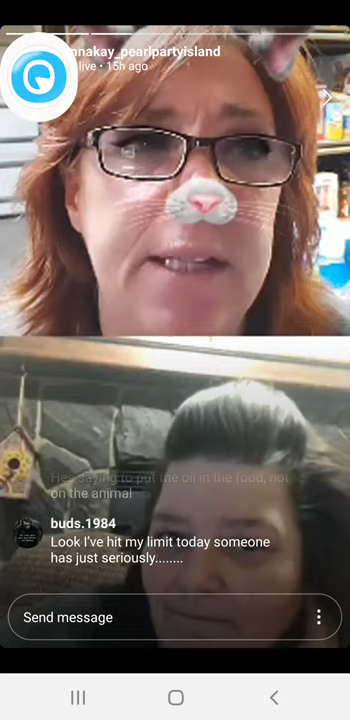 nnakay_pearlpartyisland
live • 15h ago
He's saying to put the oil in the food, not
on the animal
buds.1984
Look I've hit my limit today someone
has just seriously........
Send message